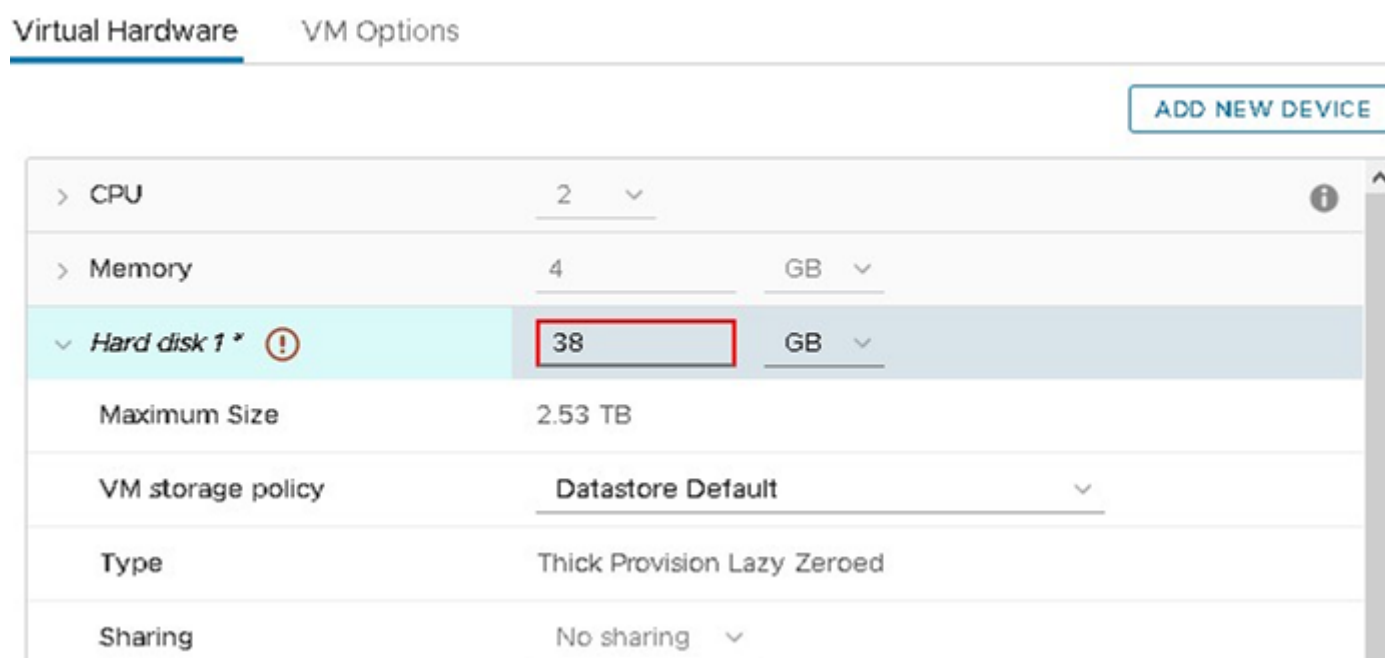 Virtual Hardware VM Options
ADD NEW DEVICE
CPU 2
Memory 4 GB
Hard disk 1 * 38 GB
Maximum Size 2.53 TB
VM storage policy Datastore Default
Type Thick Provision Lazy Zeroed
Sharing No sharing